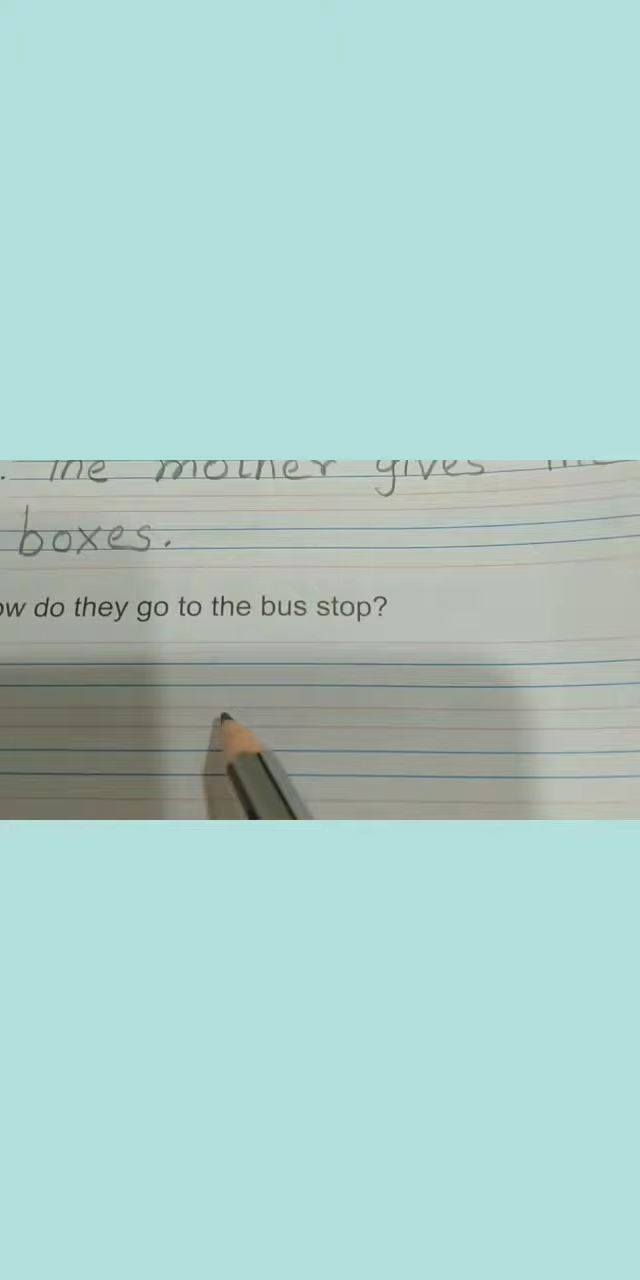 . The mother gives
boxes.
ow do they go to the bus stop?